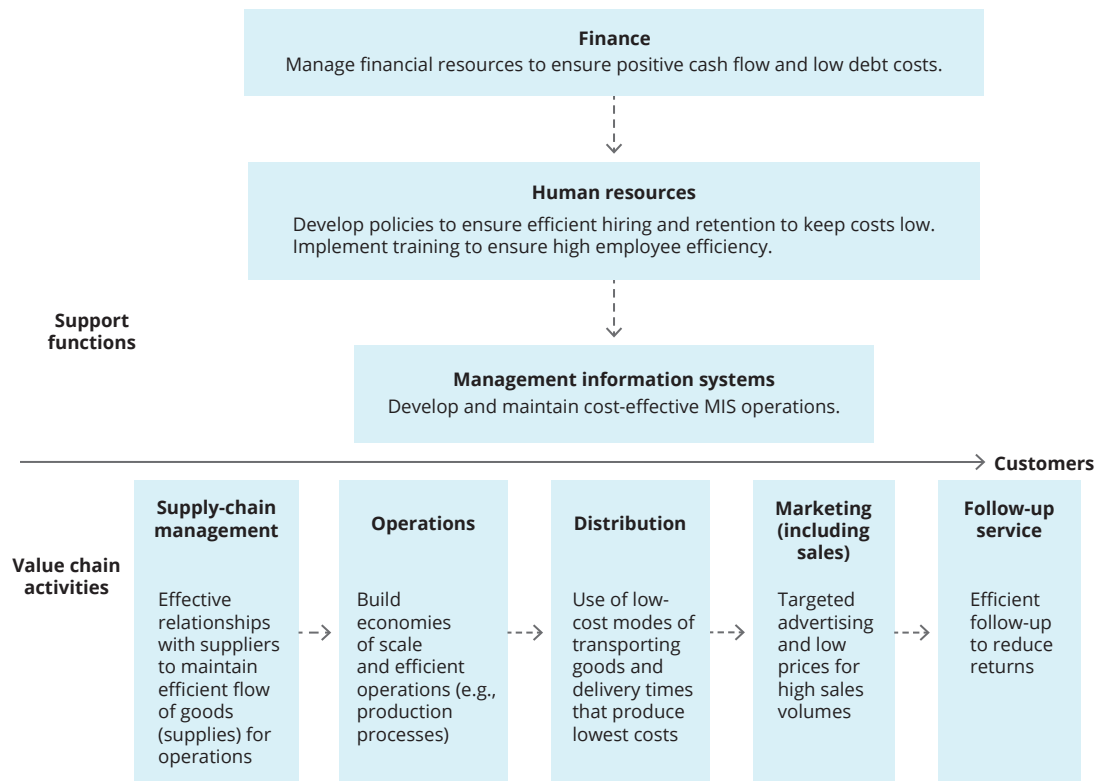 Finance
Manage financial resources to ensure positive cash flow and low debt costs.
Human resources
Develop policies to ensure efficient hiring and retention to keep costs low.
Implement training to ensure high employee efficiency.
Support
functions
Management information systems
Develop and maintain cost-effective MIS operations.
Customers
Value chain
activities
Supply-chain
management
Effective
relationships
with suppliers
to maintain
efficient flow
of goods
(supplies) for
operations
Operations
Build
economies
of scale
and efficient
operations (e.g.,
production
processes)
Distribution
Use of low-
cost modes of
transporting
goods and
delivery times
that produce
lowest costs
Marketing
(including
sales)
Targeted
advertising
and low
prices for
high sales
volumes
Follow-up
service
Efficient
follow-up
to reduce
returns